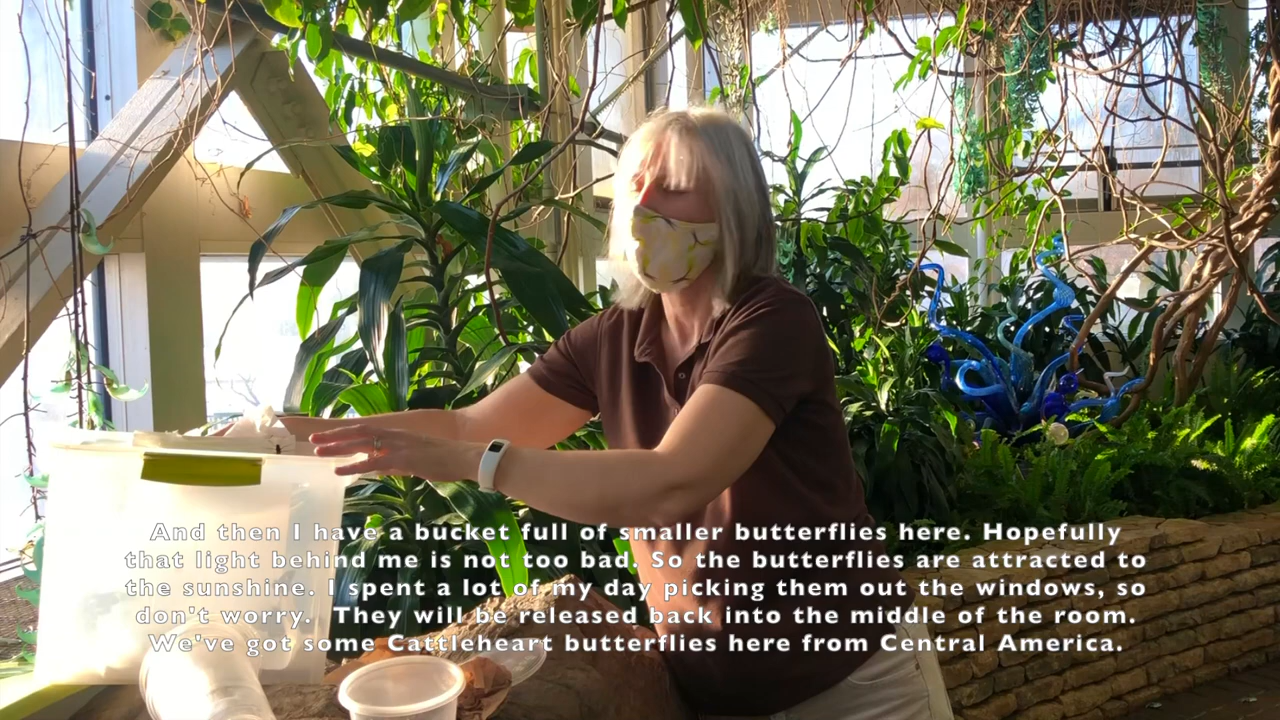 And then I have a bucket full of smaller butterflies here. Hopefully
that light behind me is not too bad. So the butterflies are attracted to
the sunshine. I spent a lot of my day picking them out the windows, so
don't worry.  They will be released back into the middle of the room.
We've got some Cattleheart butterflies here from Central America.